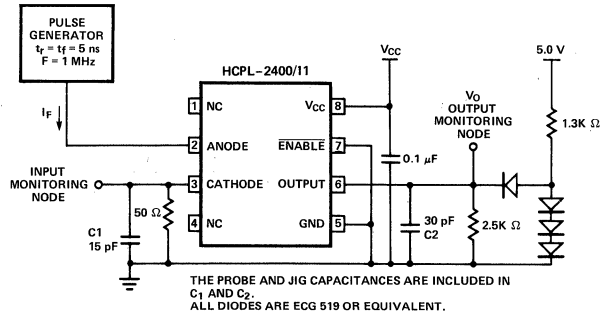 PULSE
GENERATOR
tr = tf = 5 ns
F = 1 MHz
IF
HCPL-2400/11
1 NC
2 ANODE
3 CATHODE
4 NC
VCC 8
ENABLE 7
OUTPUT 6
GND 5
INPUT
MONITORING
NODE
C1
15 pF
50 Ω
VCC
0.1 μF
VO
OUTPUT
MONITORING
NODE
5.0 V
1.3K Ω
30 pF
C2
2.5K Ω
THE PROBE AND JIG CAPACITANCES ARE INCLUDED IN
C1 AND C2.
ALL DIODES ARE ECG 519 OR EQUIVALENT.